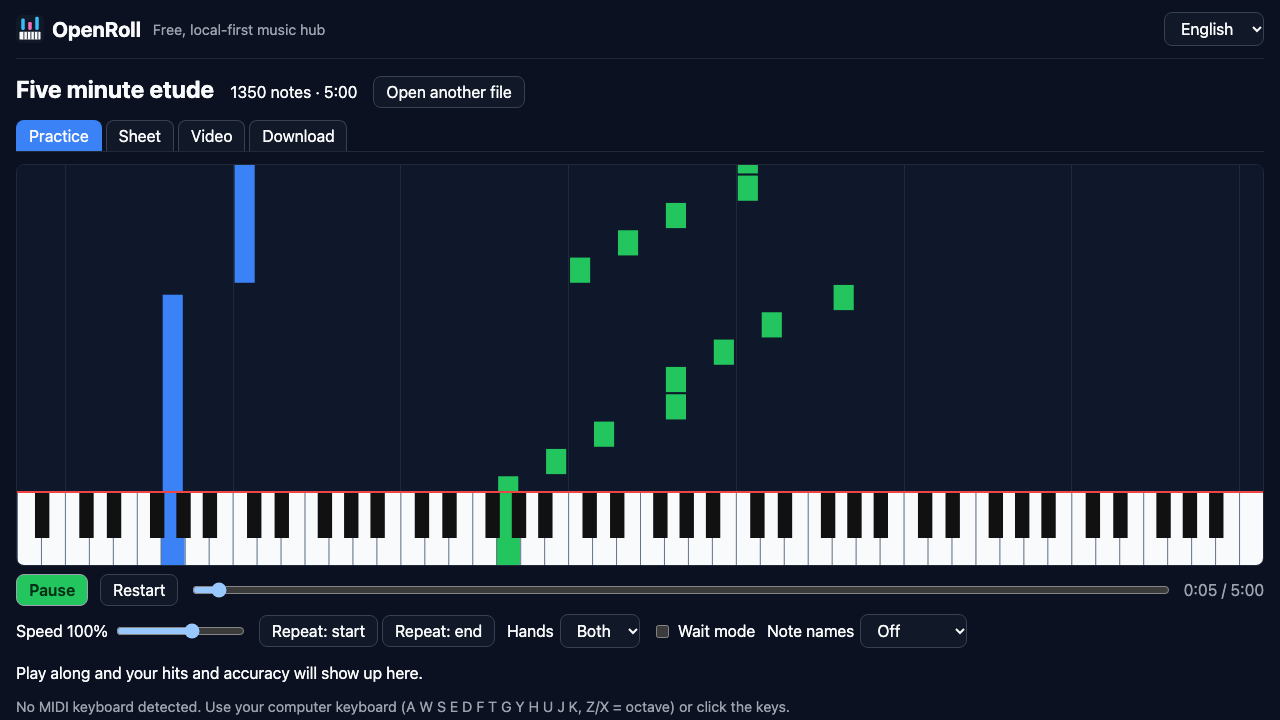 OpenRoll Free, local-first music hub English
Five minute etude 1350 notes · 5:00 Open another file
Practice Sheet Video Download
Pause Restart 0:05 / 5:00
Speed 100% Repeat: start Repeat: end Hands Both Wait mode Note names Off
Play along and your hits and accuracy will show up here.
No MIDI keyboard detected. Use your computer keyboard (A W S E D F T G Y H U J K, Z/X = octave) or click the keys.